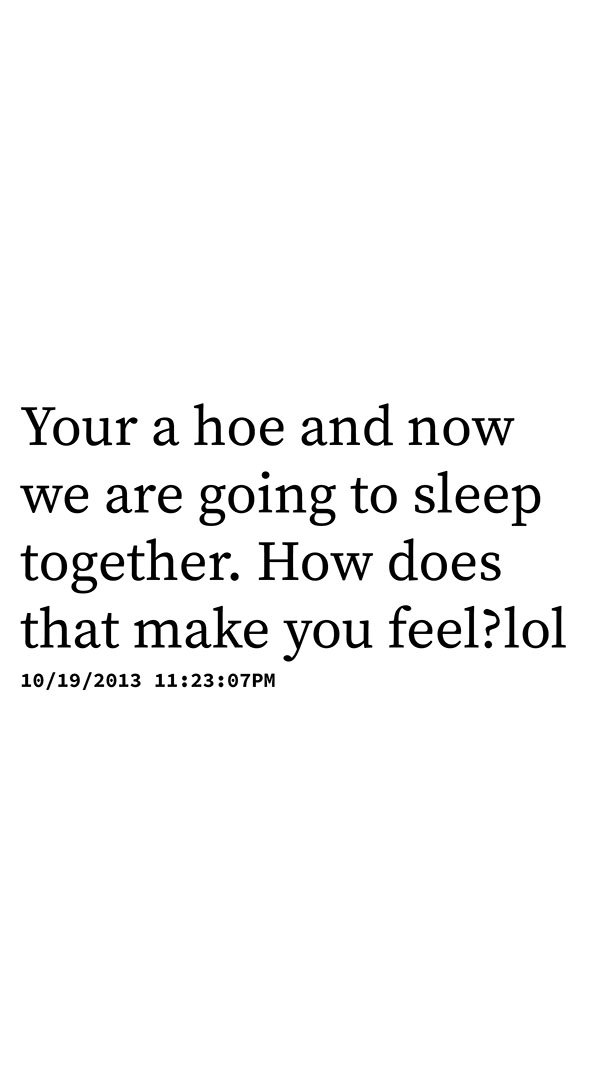 Your a hoe and now
we are going to sleep
together. How does
that make you feel?lol
10/19/2013 11:23:07PM